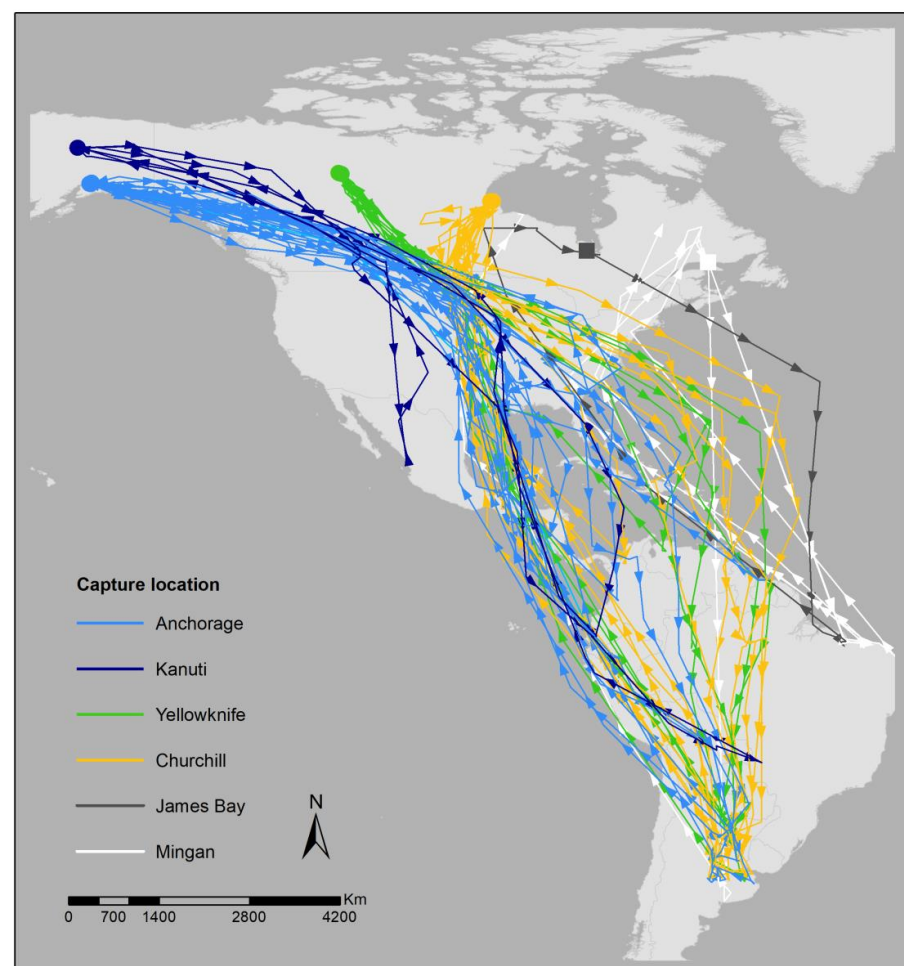 Capture location
Anchorage
Kanuti
Yellowknife
Churchill
James Bay
Mingan
N
Km
0 700 1400 2800 4200